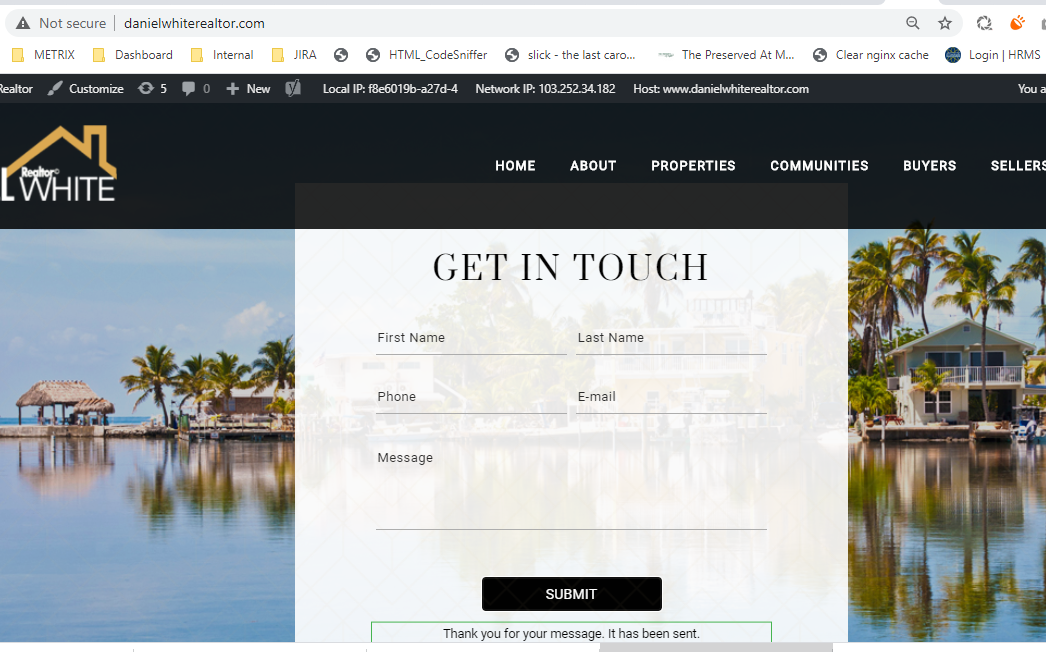 Not secure | danielwhiterealtor.com
METRIX Dashboard Internal JIRA HTML_CodeSniffer slick - the last caro... The Preserved At M... Clear nginx cache Login | HRMS
Realtor Customize 5 0 New Local IP: f8e6019b-a27d-4 Network IP: 103.252.34.182 Host: www.danielwhiterealtor.com You a
Realtor©
WHITE
HOME ABOUT PROPERTIES COMMUNITIES BUYERS SELLERS
GET IN TOUCH
First Name Last Name
Phone E-mail
Message
SUBMIT
Thank you for your message. It has been sent.